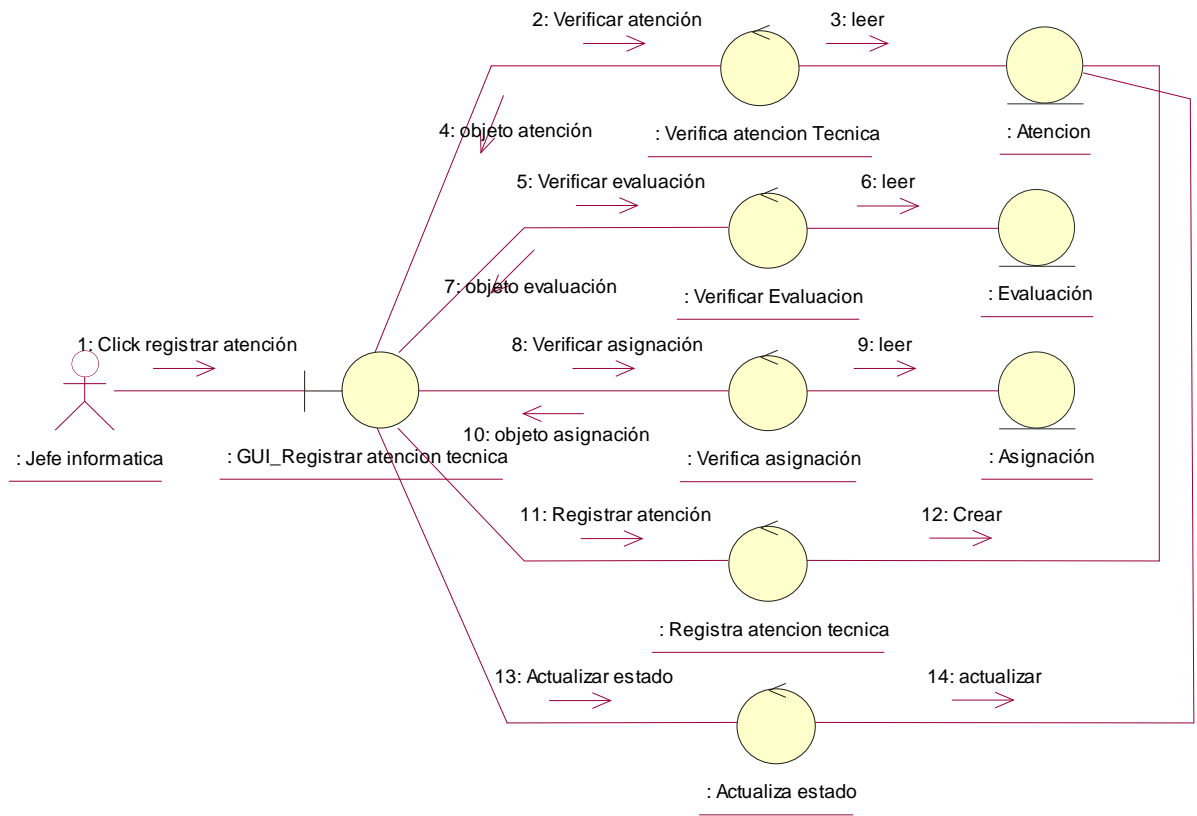 2: Verificar atención
3: leer
4: objeto atención
: Verifica atencion Tecnica
: Atencion
5: Verificar evaluación
6: leer
7: objeto evaluación
: Verificar Evaluacion
: Evaluación
1: Click registrar atención
8: Verificar asignación
9: leer
10: objeto asignación
: Jefe informatica
: GUI_Registrar atencion tecnica
: Verifica asignación
: Asignación
11: Registrar atención
12: Crear
: Registra atencion tecnica
13: Actualizar estado
14: actualizar
: Actualiza estado